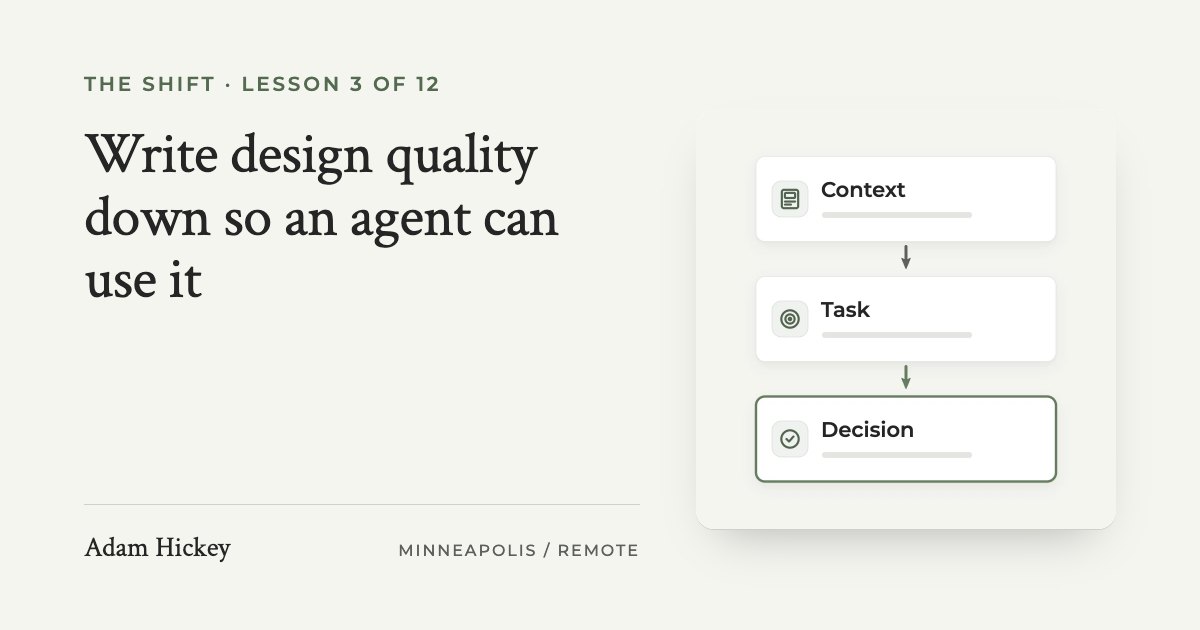 THE SHIFT · LESSON 3 OF 12
Write design quality
down so an agent can
use it
Adam Hickey
MINNEAPOLIS / REMOTE
Context
Task
Decision